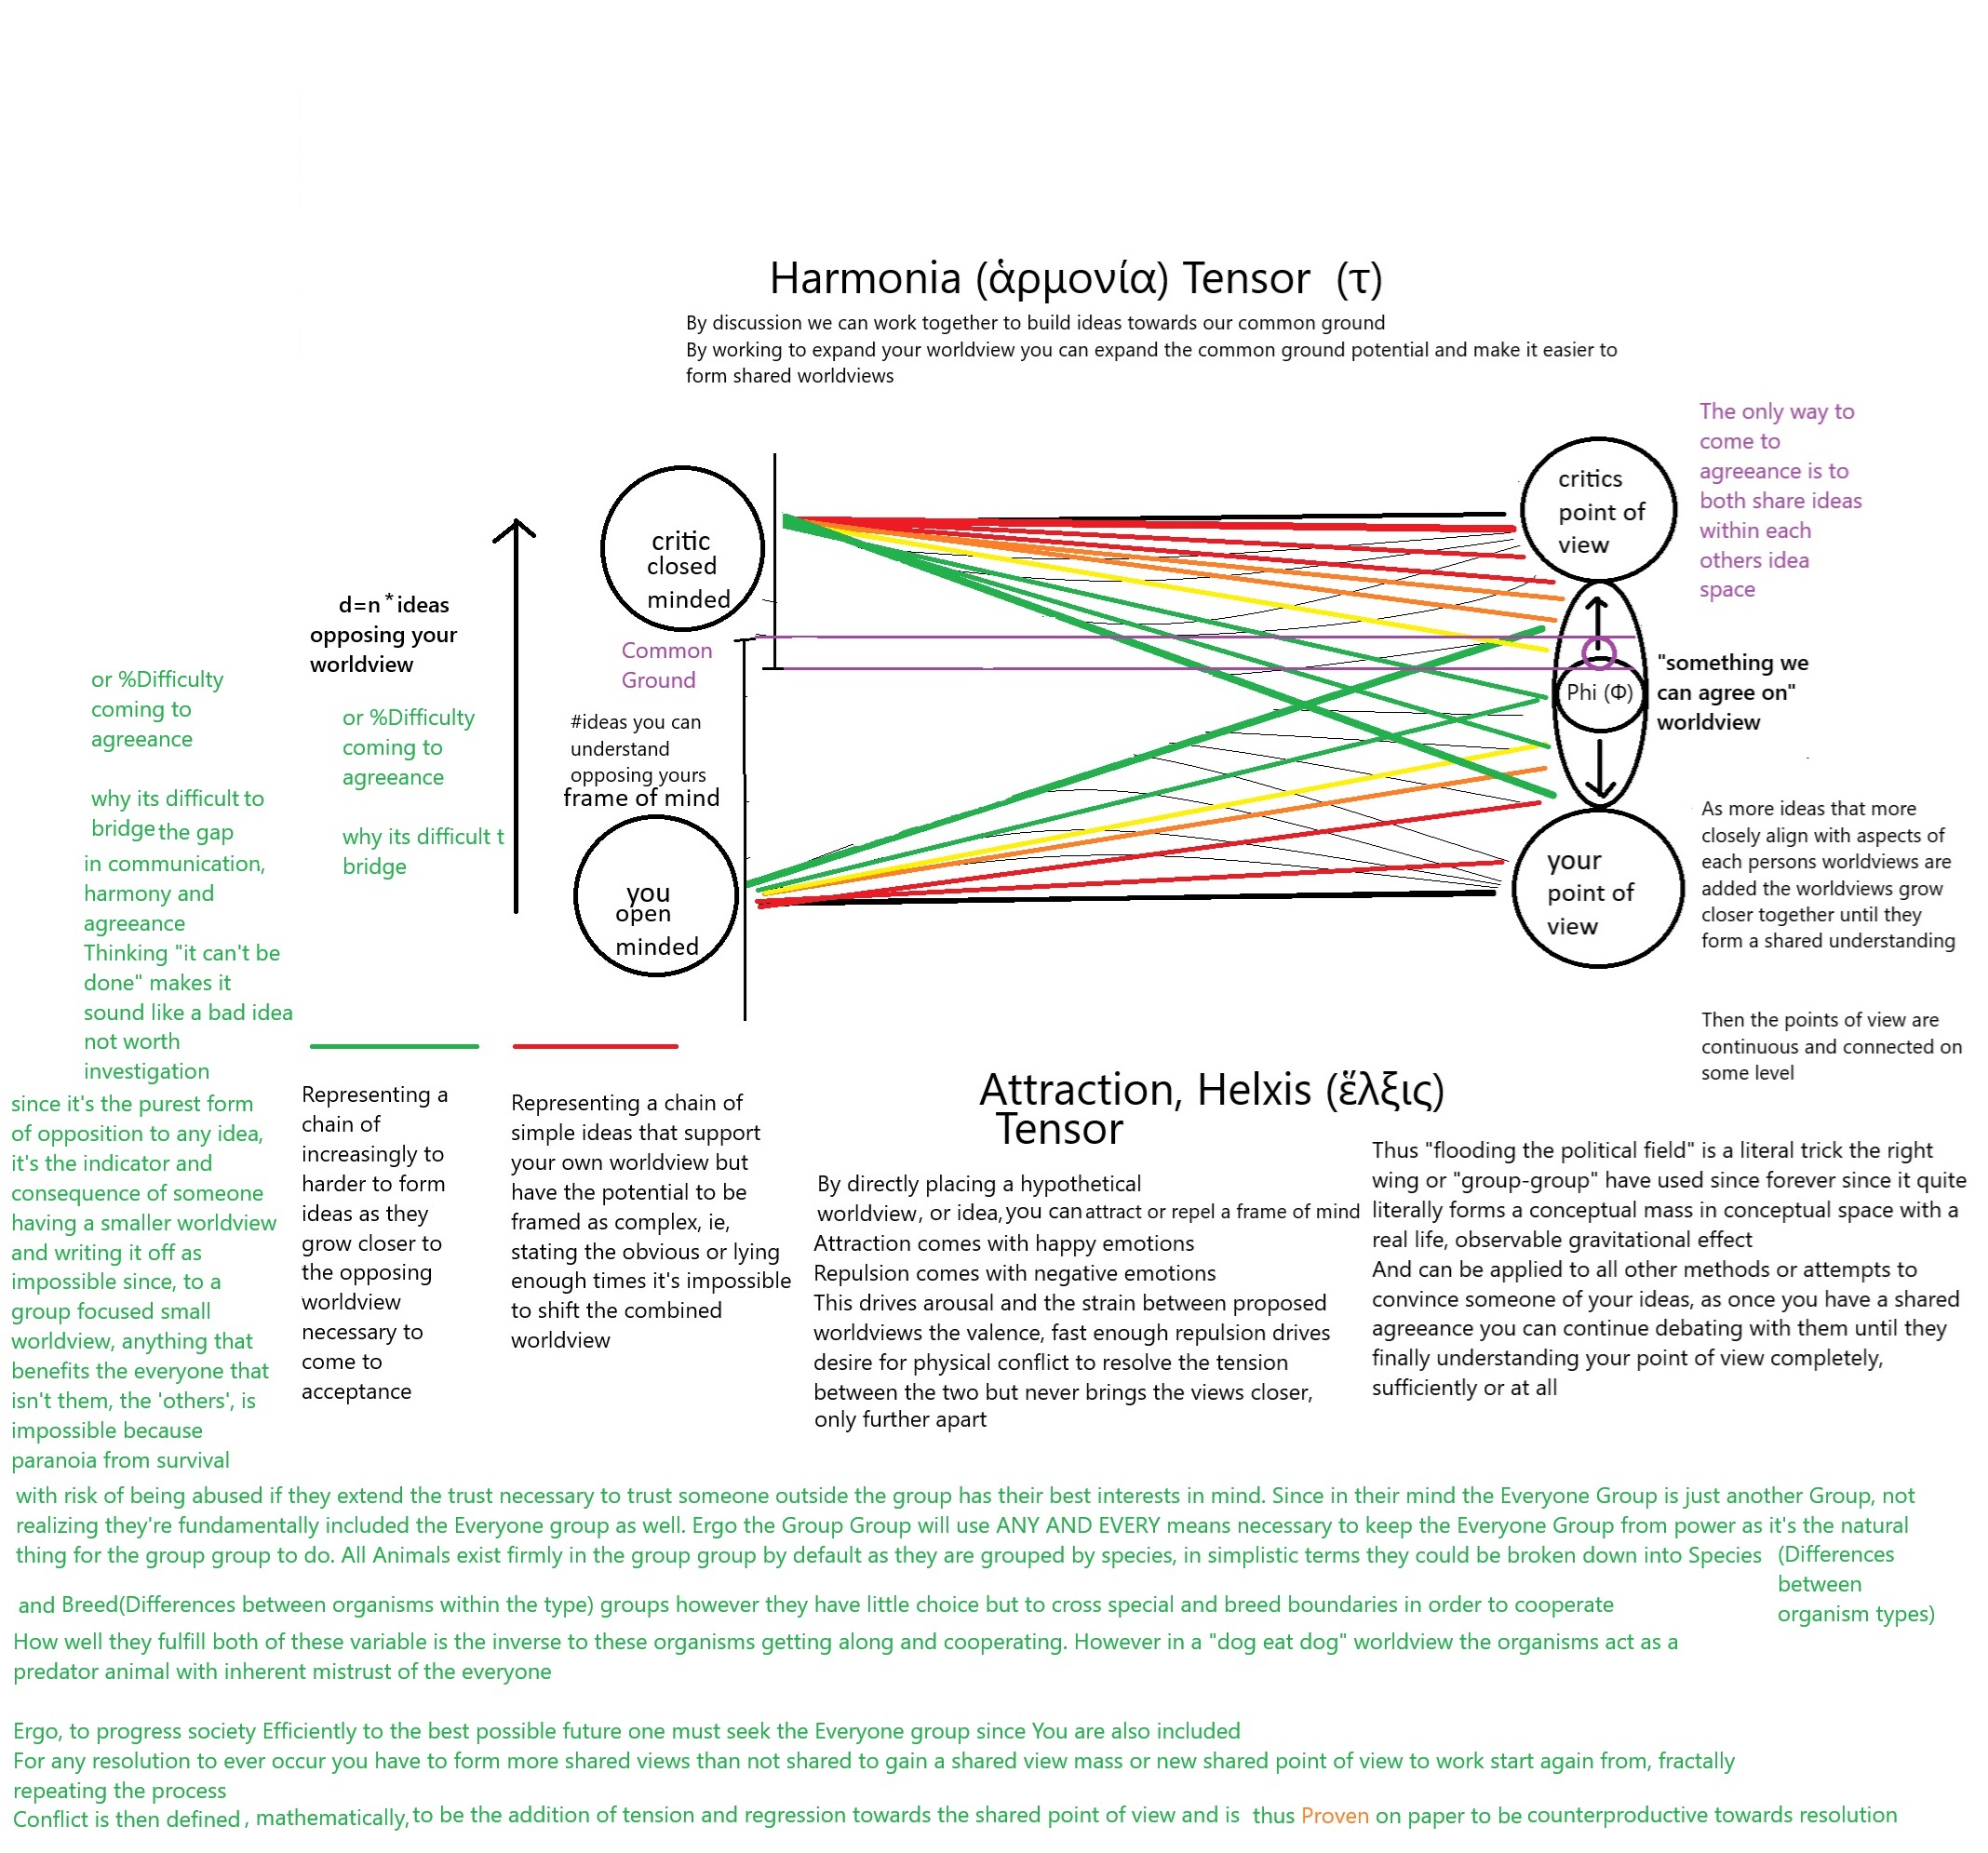 Harmonia (ἁρμονία) Tensor (τ)
By discussion we can work together to build ideas towards our common ground
By working to expand your worldview you can expand the common ground potential and make it easier to
form shared worldviews
The only way to
come to
agreeance is to
both share ideas
within each
others idea
space
critics
point of
view
critic
closed
minded
d=n*ideas
opposing your
worldview
Common
Ground
Phi (Φ)
"something we
can agree on"
worldview
or %Difficulty
coming to
agreeance
or %Difficulty
coming to
agreeance
#ideas you can
understand
opposing yours
frame of mind
why its difficult to
bridge the gap
in communication,
harmony and
agreeance
Thinking "it can't be
done" makes it
sound like a bad idea
not worth
investigation
since it's the purest form
of opposition to any idea,
it's the indicator and
consequence of someone
having a smaller worldview
and writing it off as
impossible since, to a
group focused small
worldview, anything that
benefits the everyone that
isn't them, the 'others', is
impossible because
paranoia from survival
why its difficult t
bridge
you
open
minded
your
point of
view
As more ideas that more
closely align with aspects of
each persons worldviews are
added the worldviews grow
closer together until they
form a shared understanding
Then the points of view are
continuous and connected on
some level
Representing a
chain of
increasingly to
harder to form
ideas as they
grow closer to
the opposing
worldview
necessary to
come to
acceptance
Representing a chain of
simple ideas that support
your own worldview but
have the potential to be
framed as complex, ie,
stating the obvious or lying
enough times it's impossible
to shift the combined
worldview
Attraction, Helxis (ἕλξις)
Tensor
By directly placing a hypothetical
worldview, or idea, you can attract or repel a frame of mind
Attraction comes with happy emotions
Repulsion comes with negative emotions
This drives arousal and the strain between proposed
worldviews the valence, fast enough repulsion drives
desire for physical conflict to resolve the tension
between the two but never brings the views closer,
only further apart
Thus "flooding the political field" is a literal trick the right
wing or "group-group" have used since forever since it quite
literally forms a conceptual mass in conceptual space with a
real life, observable gravitational effect
And can be applied to all other methods or attempts to
convince someone of your ideas, as once you have a shared
agreeance you can continue debating with them until they
finally understanding your point of view completely,
sufficiently or at all
with risk of being abused if they extend the trust necessary to trust someone outside the group has their best interests in mind. Since in their mind the Everyone Group is just another Group, not
realizing they're fundamentally included the Everyone group as well. Ergo the Group Group will use ANY AND EVERY means necessary to keep the Everyone Group from power as it's the natural
thing for the group group to do. All Animals exist firmly in the group group by default as they are grouped by species, in simplistic terms they could be broken down into Species
(Differences
between
organism types)
and Breed(Differences between organisms within the type) groups however they have little choice but to cross special and breed boundaries in order to cooperate
How well they fulfill both of these variable is the inverse to these organisms getting along and cooperating. However in a "dog eat dog" worldview the organisms act as a
predator animal with inherent mistrust of the everyone
Ergo, to progress society Efficiently to the best possible future one must seek the Everyone group since You are also included
For any resolution to ever occur you have to form more shared views than not shared to gain a shared view mass or new shared point of view to work start again from, fractally
repeating the process
Conflict is then defined, mathematically, to be the addition of tension and regression towards the shared point of view and is thus Proven on paper to be counterproductive towards resolution